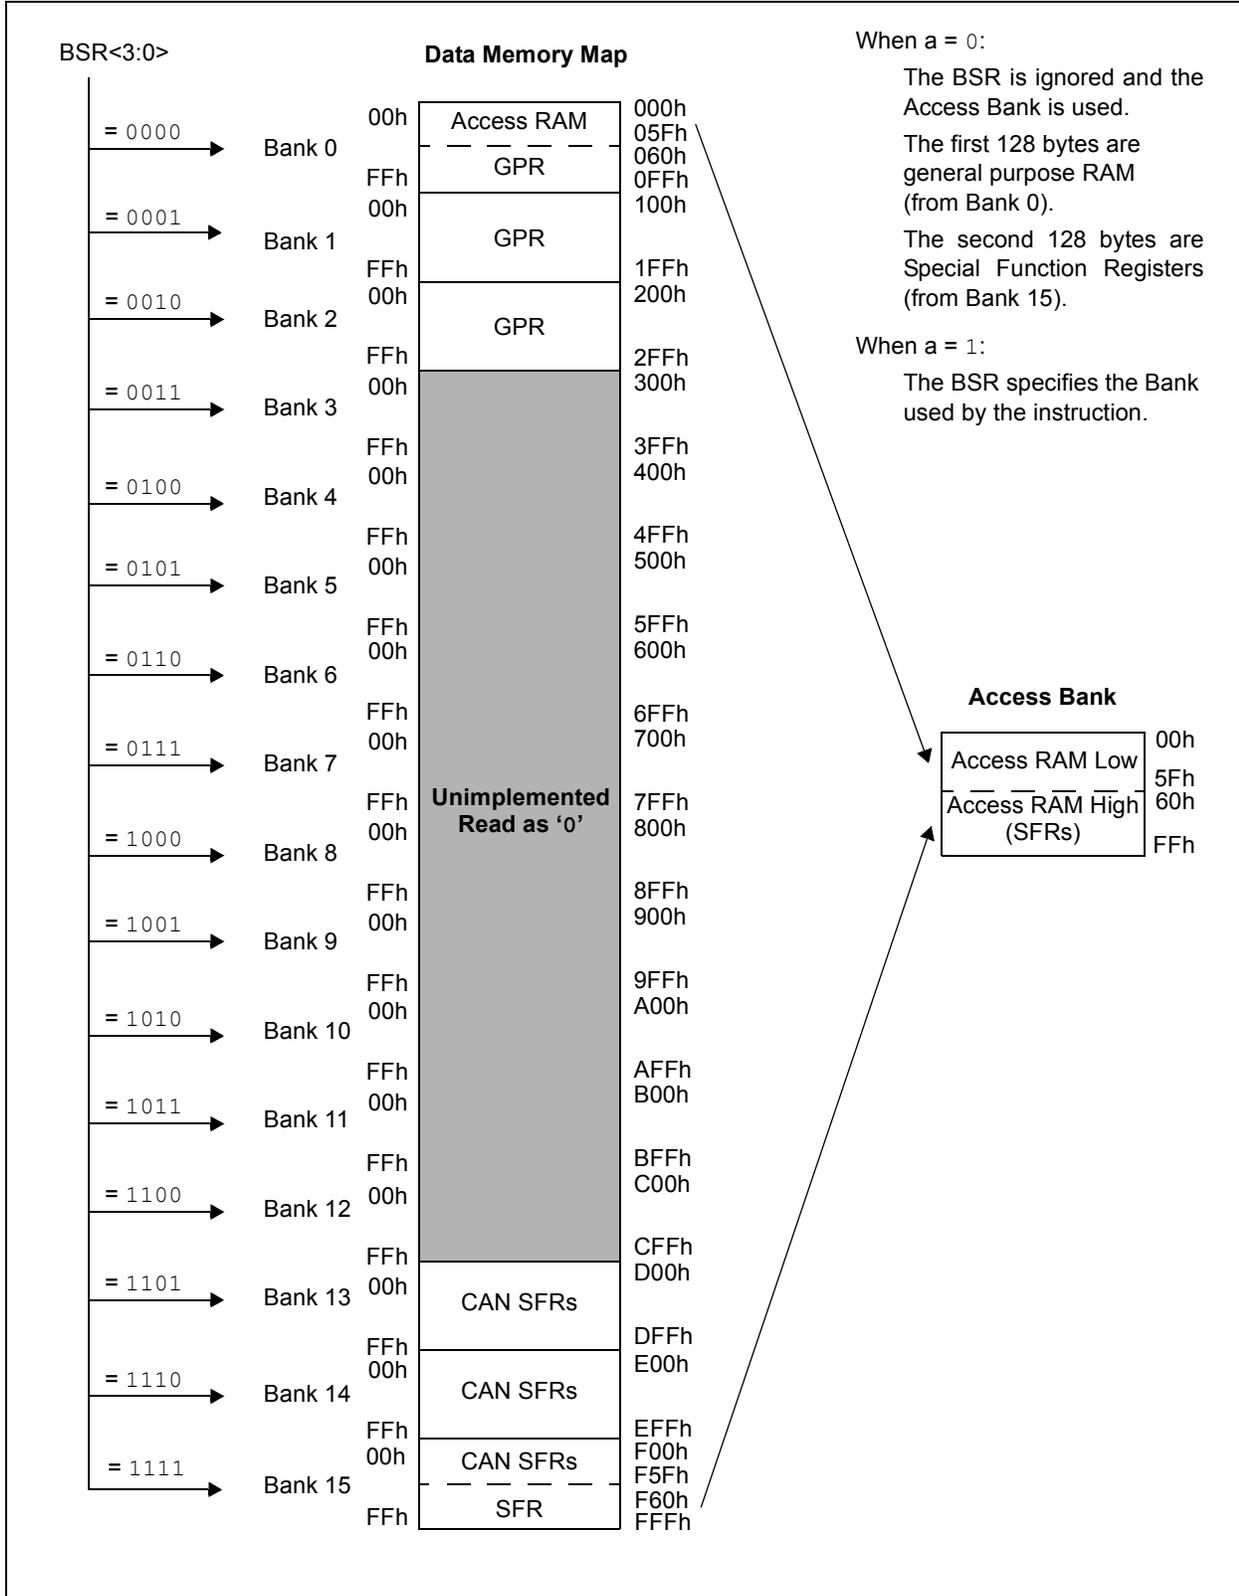 BSR<3:0>
Data Memory Map
When a = 0:
The BSR is ignored and the
Access Bank is used.
The first 128 bytes are
general purpose RAM
(from Bank 0).
The second 128 bytes are
Special Function Registers
(from Bank 15).
When a = 1:
The BSR specifies the Bank
used by the instruction.
= 0000
Bank 0
00h
FFh
Access RAM
GPR
000h
05Fh
060h
0FFh
= 0001
Bank 1
00h
FFh
GPR
100h
1FFh
= 0010
Bank 2
00h
FFh
GPR
200h
2FFh
= 0011
Bank 3
00h
FFh
300h
3FFh
= 0100
Bank 4
00h
FFh
400h
4FFh
= 0101
Bank 5
00h
FFh
500h
5FFh
= 0110
Bank 6
00h
FFh
600h
6FFh
= 0111
Bank 7
00h
FFh
700h
7FFh
Unimplemented
Read as ‘0’
= 1000
Bank 8
00h
FFh
800h
8FFh
= 1001
Bank 9
00h
FFh
900h
9FFh
= 1010
Bank 10
00h
FFh
A00h
AFFh
= 1011
Bank 11
00h
FFh
B00h
BFFh
= 1100
Bank 12
00h
FFh
C00h
CFFh
= 1101
Bank 13
00h
FFh
CAN SFRs
D00h
DFFh
= 1110
Bank 14
00h
FFh
CAN SFRs
E00h
EFFh
= 1111
Bank 15
00h
FFh
CAN SFRs
SFR
F00h
F5Fh
F60h
FFFh
Access Bank
Access RAM Low
Access RAM High
(SFRs)
00h
5Fh
60h
FFh